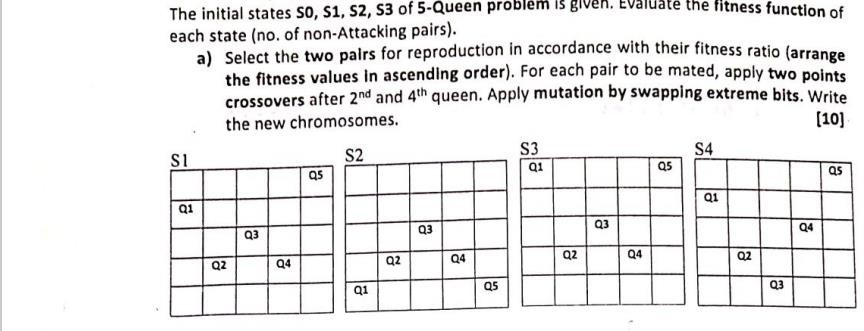 The initial states S0, S1, S2, S3 of 5-Queen problem is given. Evaluate the fitness function of
each state (no. of non-Attacking pairs).
a) Select the two pairs for reproduction in accordance with their fitness ratio (arrange
the fitness values in ascending order). For each pair to be mated, apply two points
crossovers after 2nd and 4th queen. Apply mutation by swapping extreme bits. Write
the new chromosomes. [10]
S1 S2 S3 S4
Q5 Q1 Q5 Q5
Q1 Q1
Q3 Q3 Q3 Q4
Q2 Q4 Q2 Q4 Q2 Q4 Q2
Q1 Q5 Q3